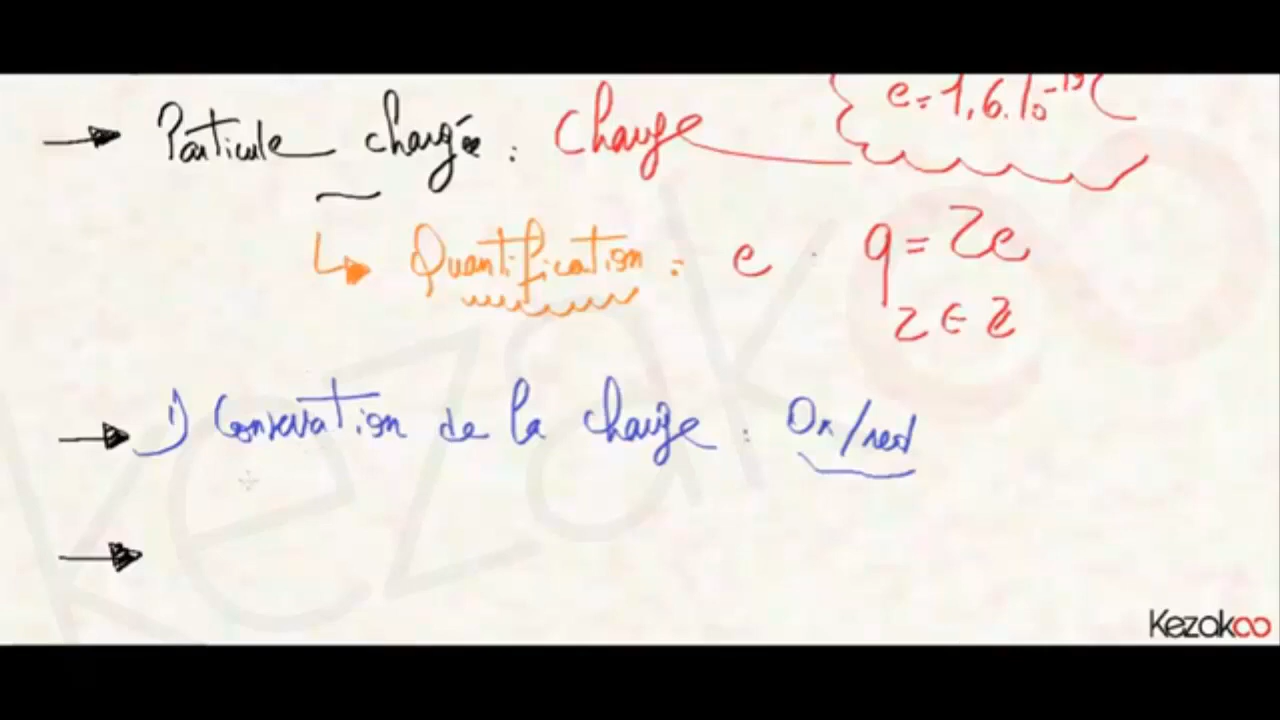 e = 1,6.10⁻¹⁹
Particule chargée : Charge
Quantification : e . q = Ze
Z ∈ ℤ
1) Conservation de la charge : Ox/red
Kezakoo